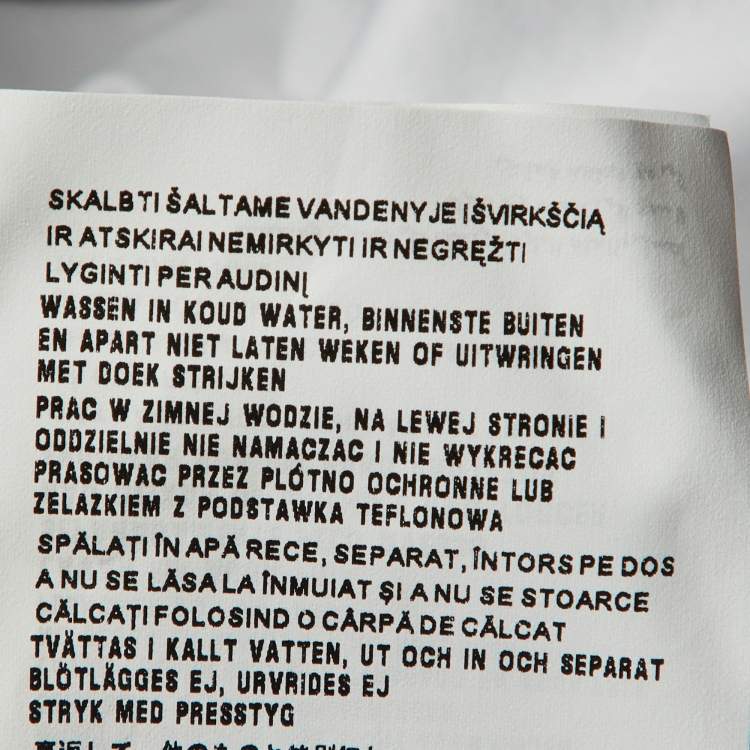 SKALBTI ŠALTAME VANDENYJE IŠVIRKŠČIĄ
IR ATSKIRAI NEMIRKYTI IR NEGRĘŽTI
LYGINTI PER AUDINĮ
WASSEN IN KOUD WATER, BINNENSTE BUITEN
EN APART NIET LATEN WEKEN OF UITWRINGEN
MET DOEK STRIJKEN
PRAC W ZIMNEJ WODZIE, NA LEWEJ STRONIE I
ODDZIELNIE NIE NAMACZAC I NIE WYKRECAC
PRASOWAC PRZEZ PLÓTNO OCHRONNE LUB
ZELAZKIEM Z PODSTAWKA TEFLONOWA
SPĂLAȚI ÎN APĂ RECE, SEPARAT, ÎNTORS PE DOS
A NU SE LĂSA LA ÎNMUIAT ȘI A NU SE STOARCE
CĂLCAȚI FOLOSIND O CÂRPĂ DE CĂLCAT
TVÄTTAS I KALLT VATTEN, UT OCH IN OCH SEPARAT
BLÖTLÄGGES EJ, URVRIDES EJ
STRYK MED PRESSTYG